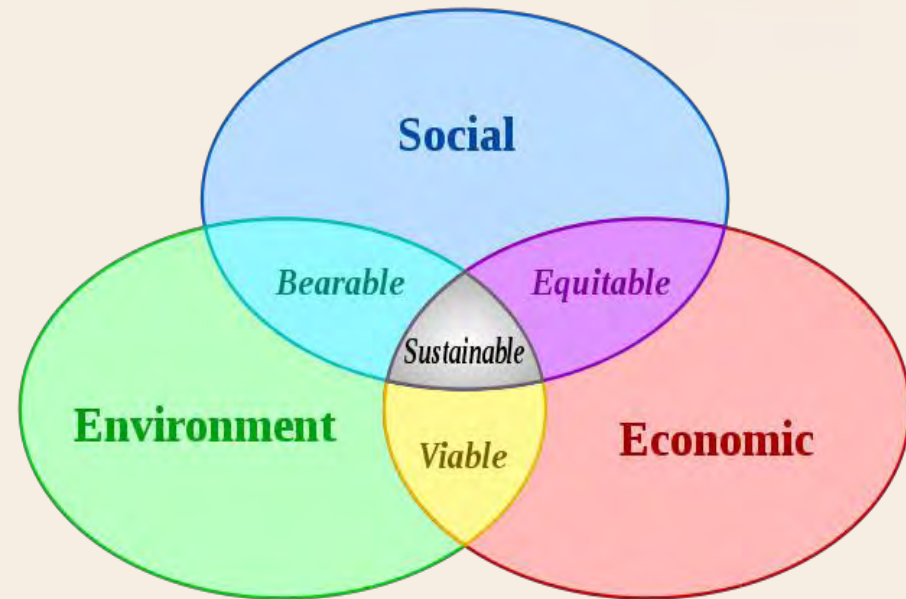 Social
Bearable
Equitable
Sustainable
Environment
Economic
Viable